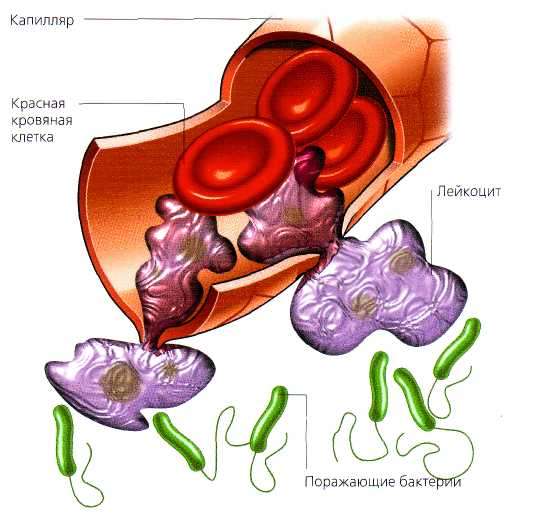 Капилляр
Красная
кровяная
клетка
Лейкоцит
Поражающие бактерии